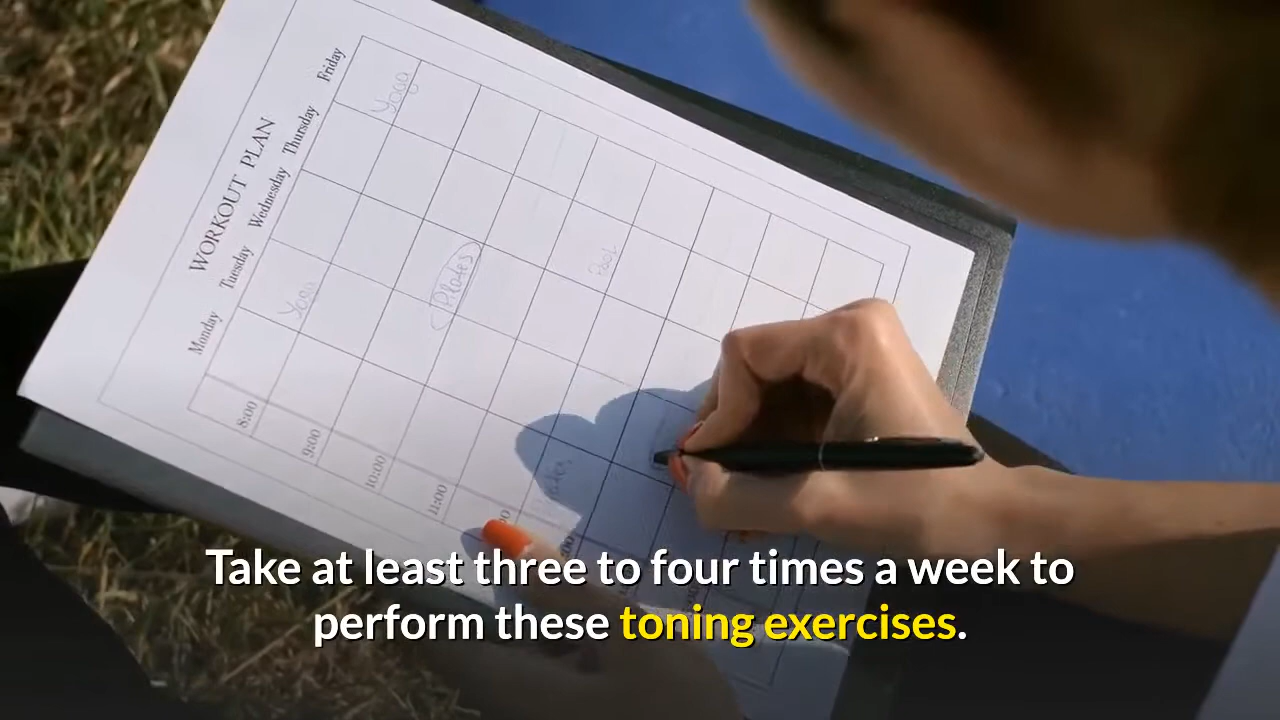 WORKOUT PLAN
Monday
Tuesday
Wednesday
Thursday
Friday
8:00
9:00
10:00
11:00
Yoga
Yoga
Pilates
Pool
Take at least three to four times a week to
perform these toning exercises.